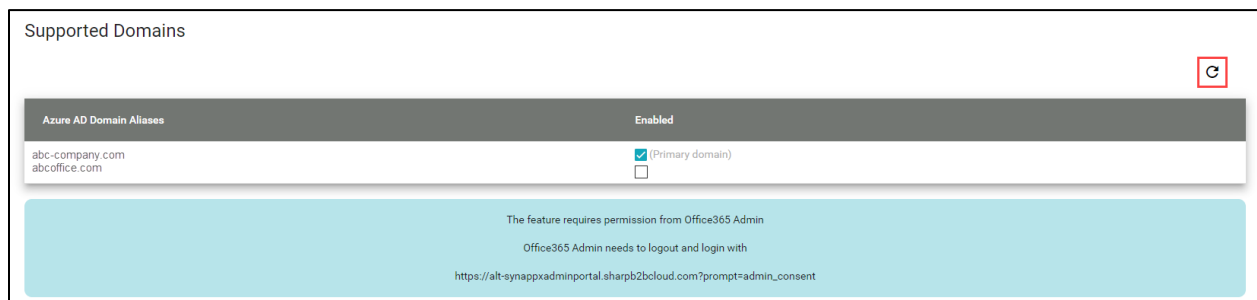 Supported Domains
Azure AD Domain Aliases Enabled
abc-company.com (Primary domain)
abcoffice.com
The feature requires permission from Office365 Admin
Office365 Admin needs to logout and login with
https://alt-synappxadminportal.sharpb2bcloud.com?prompt=admin_consent